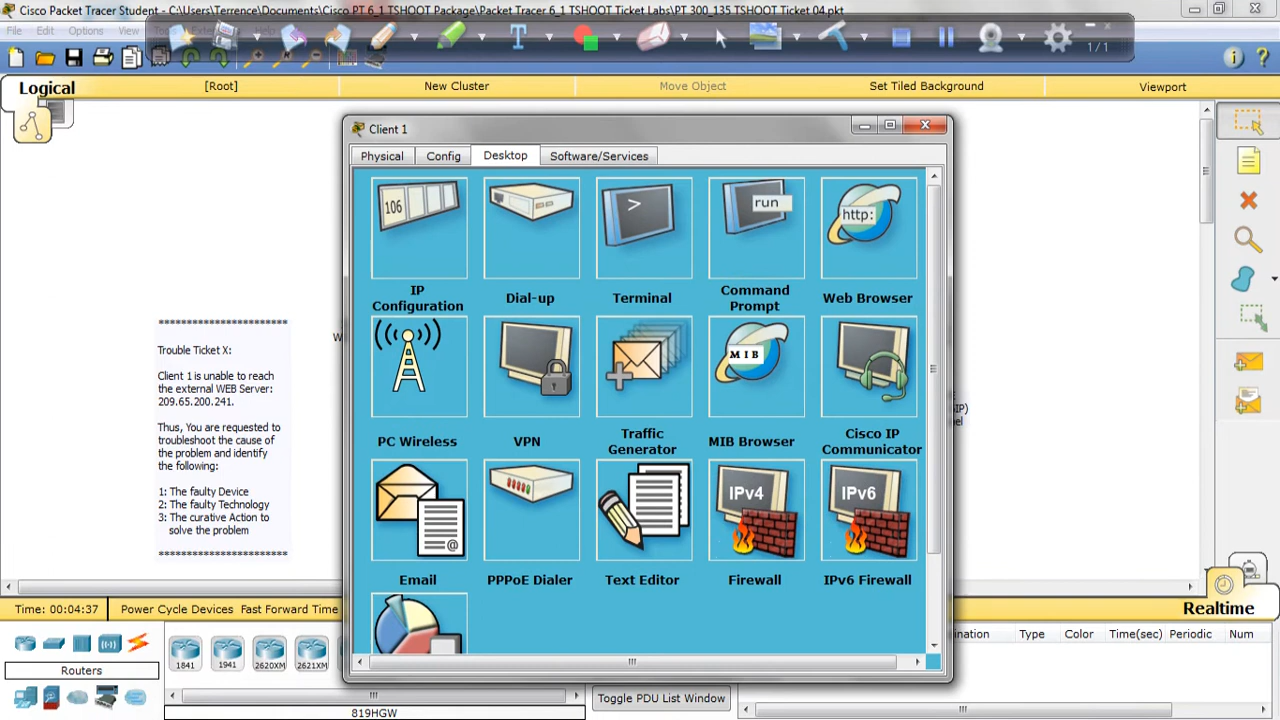 Cisco Packet Tracer Student - C:\Users\Terrence\Documents\Cisco PT 6_1 TSHOOT Package\Packet Tracer 6_1 TSHOOT Ticket Labs\PT 300_135 TSHOOT Ticket 04.pkt
File Edit Options View
1/1
Logical
[Root]
New Cluster
Move Object
Set Tiled Background
Viewport
Client 1
Physical
Config
Desktop
Software/Services
106
>
run
http:
IP Configuration
Dial-up
Terminal
Command Prompt
Web Browser
MIB
PC Wireless
VPN
Traffic Generator
MIB Browser
Cisco IP Communicator
@
IPv4
IPv6
Email
PPPoE Dialer
Text Editor
Firewall
IPv6 Firewall
***********************
Trouble Ticket X:
Client 1 is unable to reach
the external WEB Server:
209.65.200.241.
Thus, You are requested to
troubleshoot the cause of
the problem and identify
the following:
1: The faulty Device
2: The faulty Technology
3: The curative Action to
solve the problem
***********************
Time: 00:04:37
Power Cycle Devices
Fast Forward Time
Realtime
Routers
1841
1941
2620XM
2621XM
819HGW
Toggle PDU List Window
Type
Color
Time(sec)
Periodic
Num